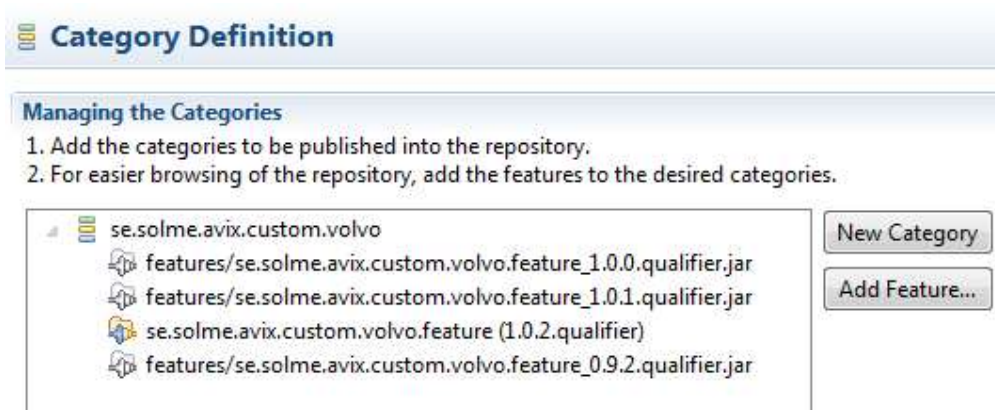 Category Definition
Managing the Categories
1. Add the categories to be published into the repository.
2. For easier browsing of the repository, add the features to the desired categories.
se.solme.avix.custom.volvo
features/se.solme.avix.custom.volvo.feature_1.0.0.qualifier.jar
features/se.solme.avix.custom.volvo.feature_1.0.1.qualifier.jar
se.solme.avix.custom.volvo.feature (1.0.2.qualifier)
features/se.solme.avix.custom.volvo.feature_0.9.2.qualifier.jar
New Category
Add Feature...